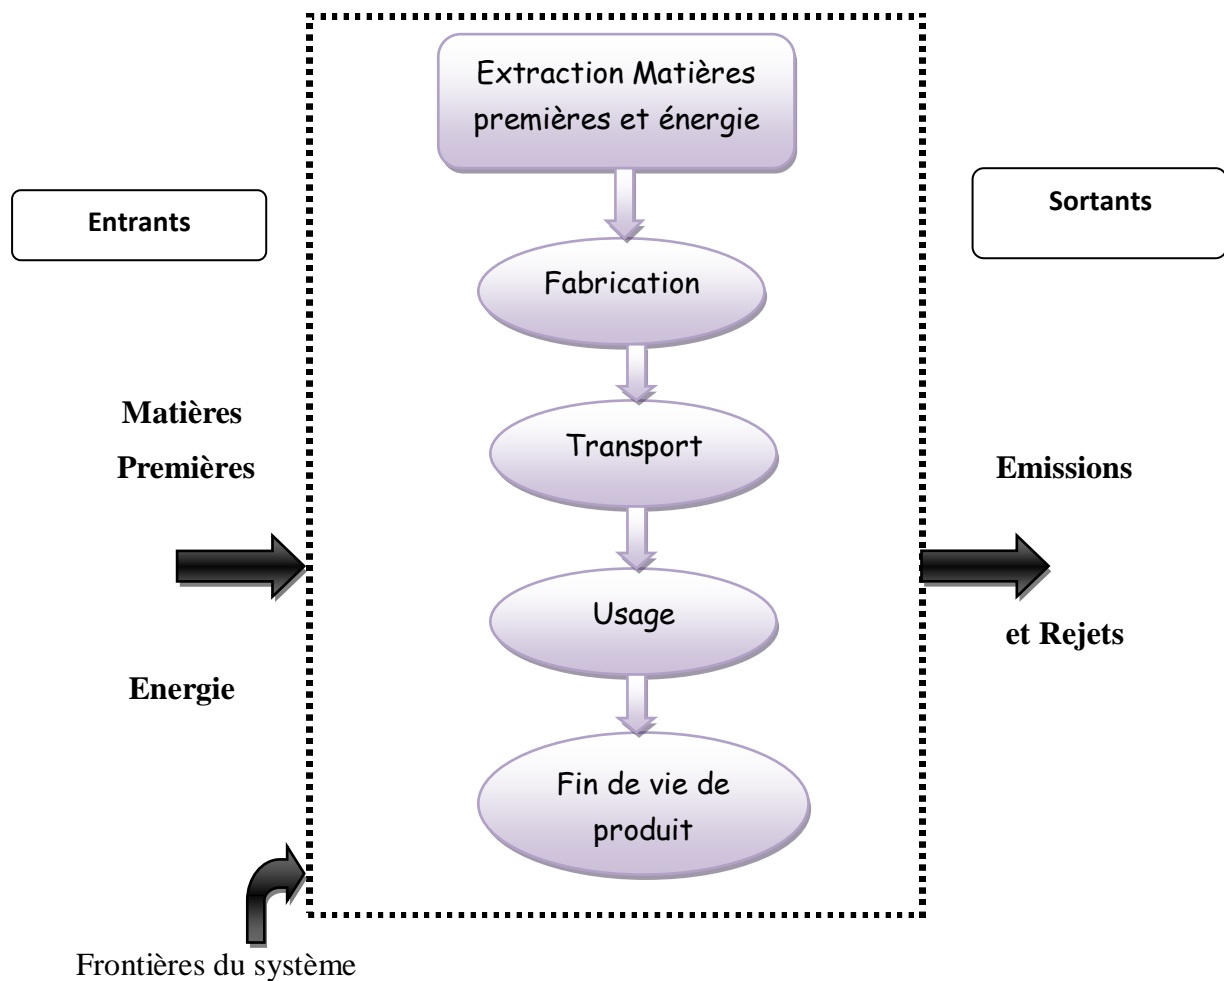 Extraction Matières
premières et énergie
Entrants
Sortants
Fabrication
Matières
Premières
Transport
Emissions
Usage
et Rejets
Energie
Fin de vie de
produit
Frontières du système